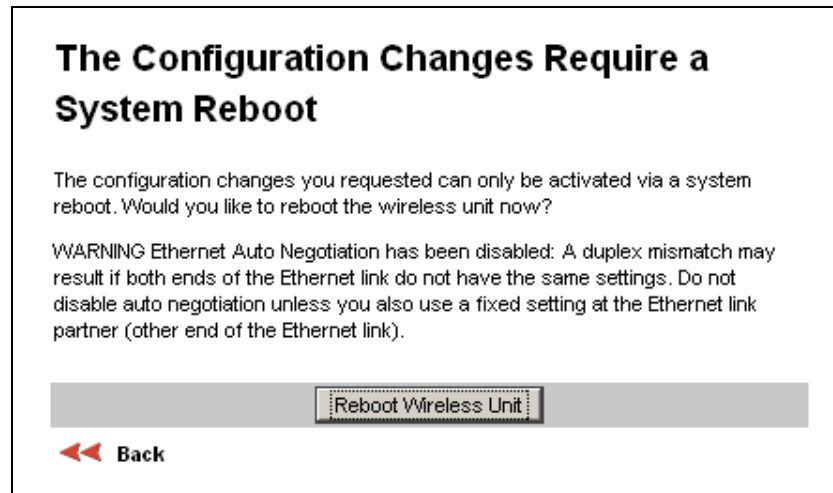 The Configuration Changes Require a
System Reboot
The configuration changes you requested can only be activated via a system
reboot. Would you like to reboot the wireless unit now?
WARNING Ethernet Auto Negotiation has been disabled: A duplex mismatch may
result if both ends of the Ethernet link do not have the same settings. Do not
disable auto negotiation unless you also use a fixed setting at the Ethernet link
partner (other end of the Ethernet link).
Reboot Wireless Unit
Back